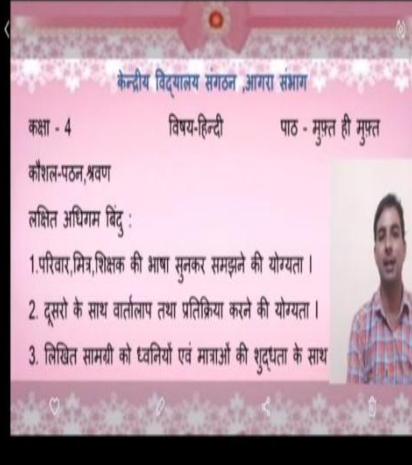 केन्द्रीय विद्यालय संगठन ,आगरा संभाग
कक्षा - 4 विषय-हिन्दी पाठ - मुफ़्त ही मुफ़्त
कौशल-पठन,श्रवण
लक्षित अधिगम बिंदु :
1.परिवार,मित्र,शिक्षक की भाषा सुनकर समझने की योग्यता ।
2. दूसरो के साथ वार्तालाप तथा प्रतिक्रिया करने की योग्यता ।
3. लिखित सामग्री को ध्वनियों एवं मात्राओं की शुद्धता के साथ